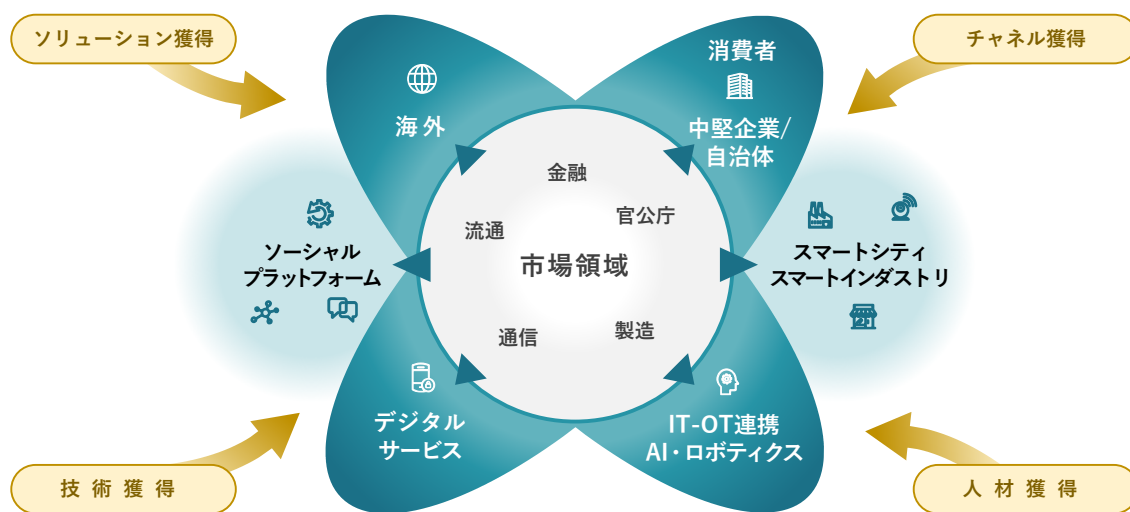 ソリューション獲得
チャネル獲得
海外
消費者
中堅企業/
自治体
金融
官公庁
流通
市場領域
通信
製造
ソーシャル
プラットフォーム
スマートシティ
スマートインダストリ
デジタル
サービス
IT-OT連携
AI・ロボティクス
技術獲得
人材獲得